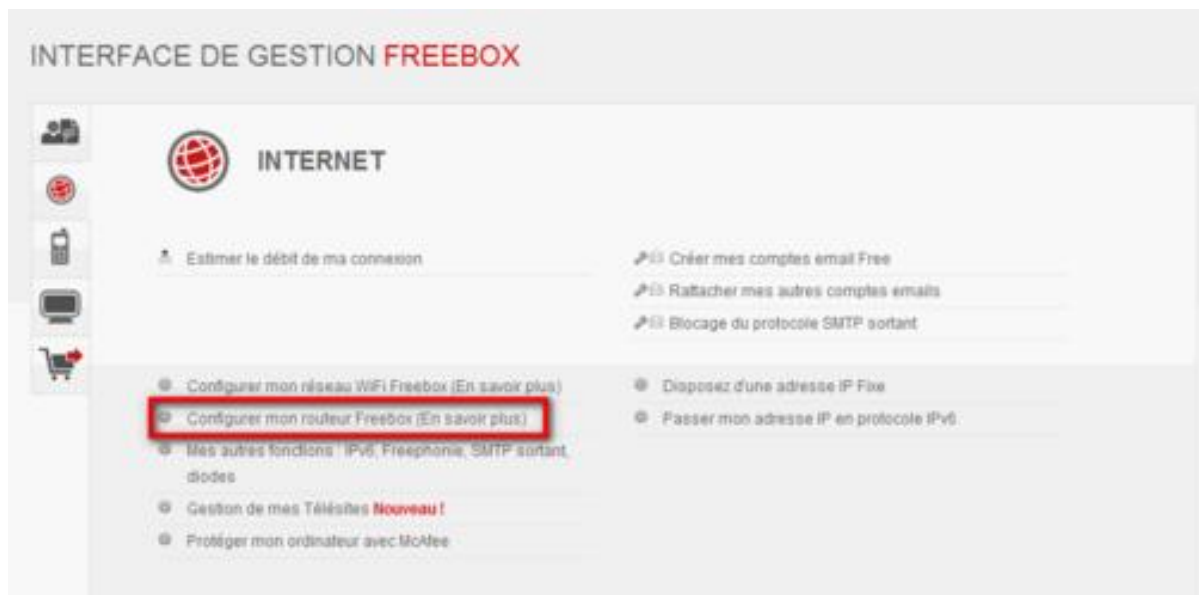 INTERFACE DE GESTION FREEBOX
INTERNET
Estimer le débit de ma connexion
Créer mes comptes email Free
Rattacher mes autres comptes emails
Blocage du protocole SMTP sortant
Configurer mon réseau WiFi Freebox (En savoir plus)
Configurer mon routeur Freebox (En savoir plus)
Mes autres fonctions : IPv6, Freephonie, SMTP sortant,
diodes
Gestion de mes Télésites Nouveau !
Protéger mon ordinateur avec McAfee
Disposez d'une adresse IP Fixe
Passer mon adresse IP en protocole IPv6